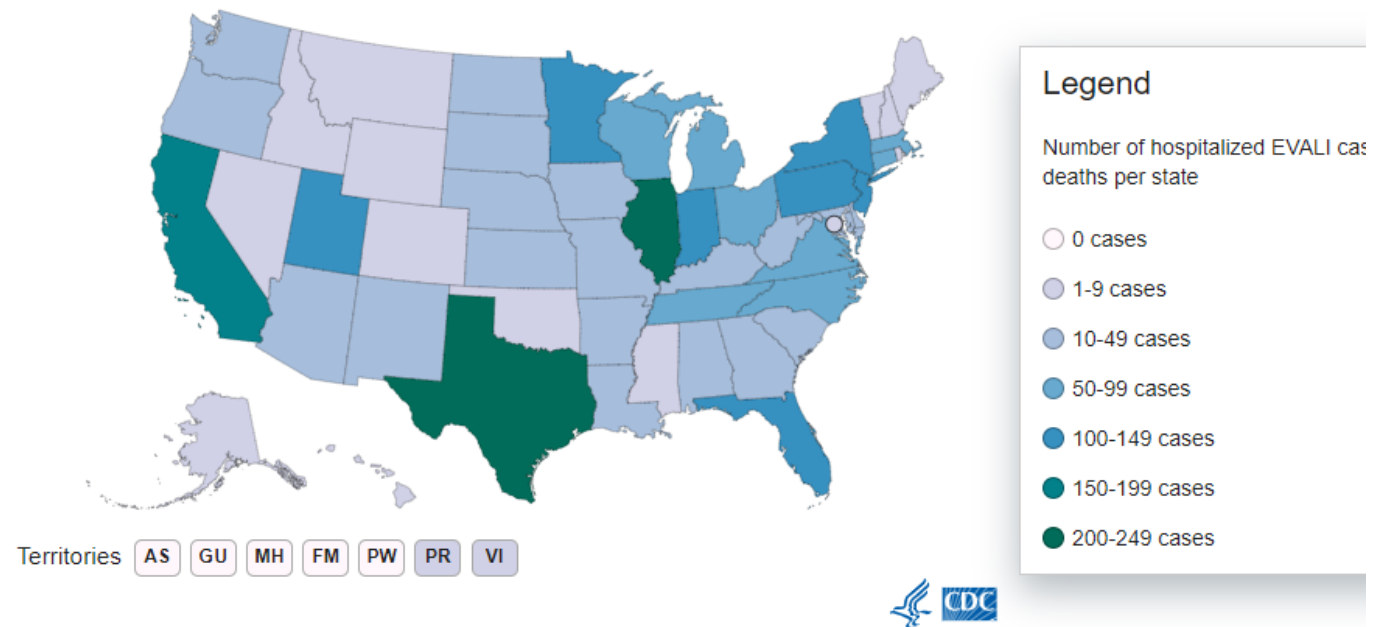 Legend
Number of hospitalized EVALI cas
deaths per state
0 cases
1-9 cases
10-49 cases
50-99 cases
100-149 cases
150-199 cases
200-249 cases
Territories AS GU MH FM PW PR VI
CDC